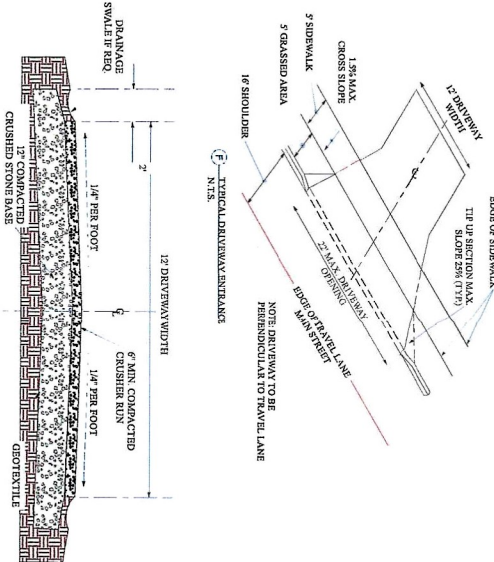 12' DRIVEWAY
WIDTH
EDGE OF SIDEWALK
TIP UP SECTION MAX.
SLOPE 25% (TYP.)
1.5% MAX.
CROSS SLOPE
5' SIDEWALK
5' GRASSED AREA
16' SHOULDER
22' MAX. DRIVEWAY
OPENING
EDGE OF TRAVEL LANE
MAIN STREET
NOTE: DRIVEWAY TO BE
PERPENDICULAR TO TRAVEL LANE
F TYPICAL DRIVEWAY ENTRANCE
N.T.S.
DRAINAGE
SWALE IF REQ.
2'
12' DRIVEWAY WIDTH
1/4" PER FOOT
1/4" PER FOOT
6" MIN. COMPACTED
CRUSHER RUN
12" COMPACTED
CRUSHED STONE BASE
GEOTEXTILE